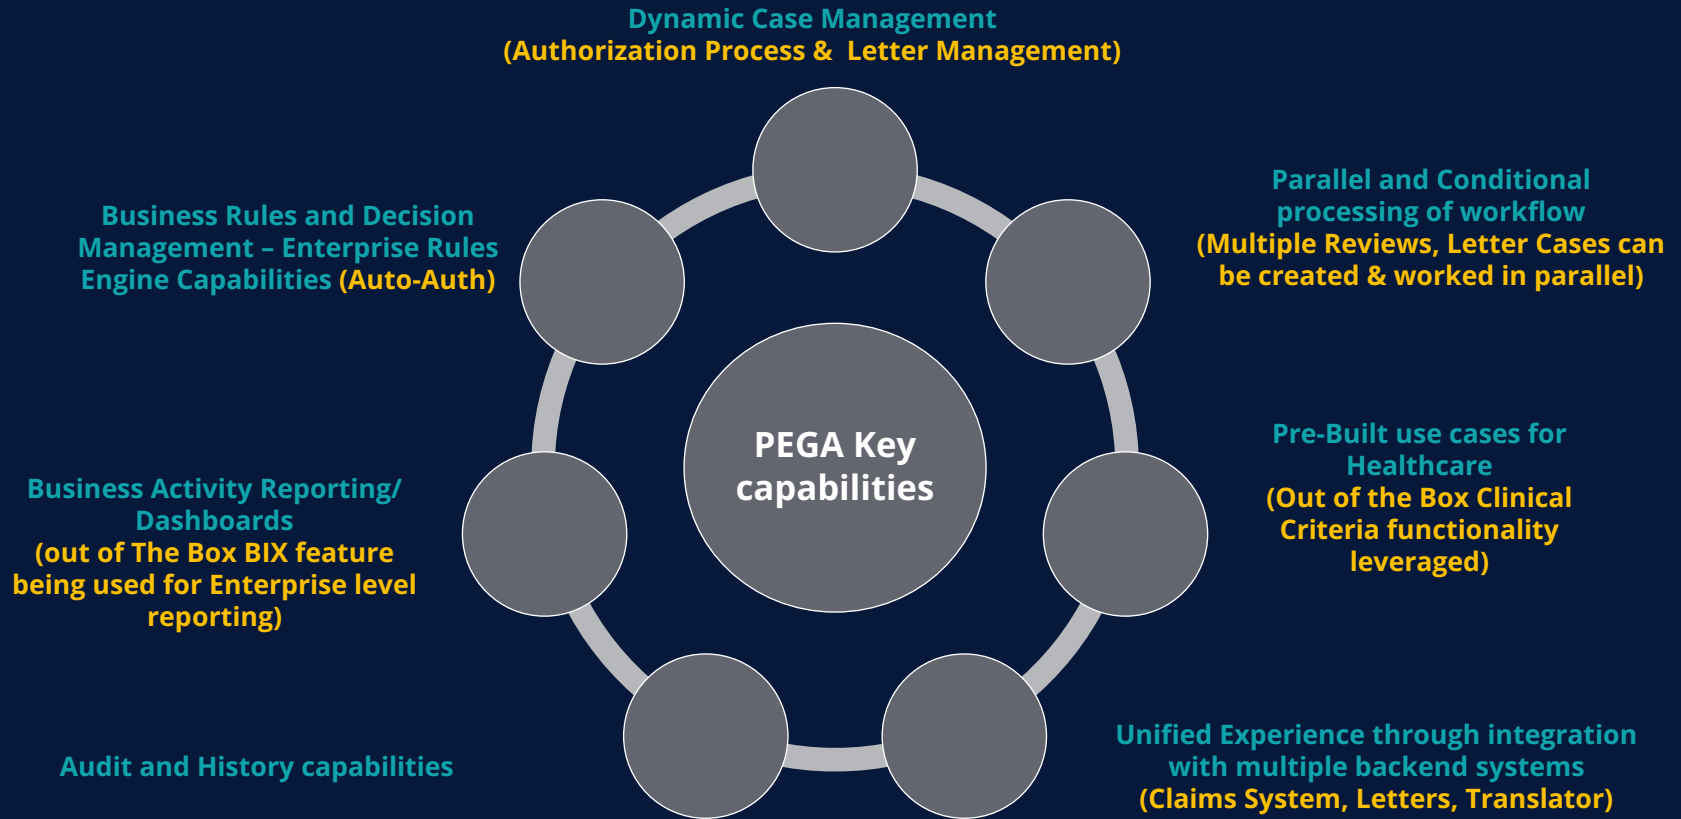 Dynamic Case Management
(Authorization Process &  Letter Management)
Parallel and Conditional
processing of workflow
(Multiple Reviews, Letter Cases can
be created & worked in parallel)
Business Rules and Decision
Management – Enterprise Rules
Engine Capabilities (Auto-Auth)
PEGA Key
capabilities
Pre-Built use cases for
Healthcare
(Out of the Box Clinical
Criteria functionality
leveraged)
Business Activity Reporting/
Dashboards
(out of The Box BIX feature
being used for Enterprise level
reporting)
Unified Experience through integration
with multiple backend systems
(Claims System, Letters, Translator)
Audit and History capabilities